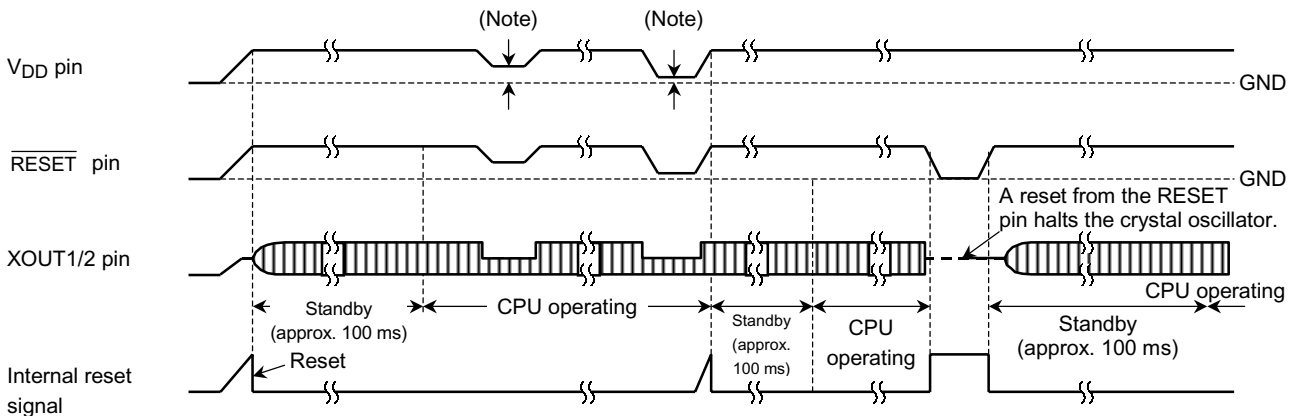 (Note)
(Note)
VDD pin
GND
RESET pin
GND
A reset from the RESET
pin halts the crystal oscillator.
XOUT1/2 pin
CPU operating
Standby
(approx. 100 ms)
CPU operating
Standby
(approx.
100 ms)
CPU
operating
Standby
(approx. 100 ms)
Reset
Internal reset
signal